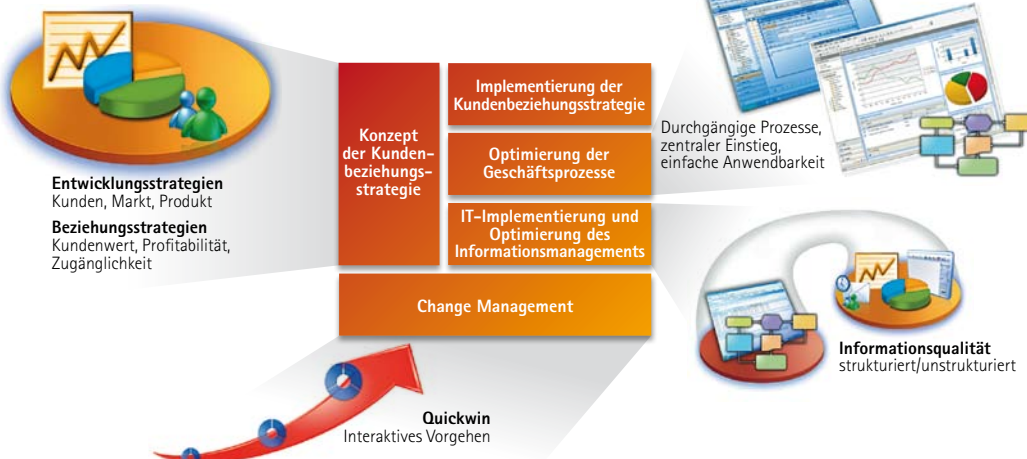 Entwicklungsstrategien
Kunden, Markt, Produkt
Beziehungsstrategien
Kundenwert, Profitabilität,
Zugänglichkeit
Konzept
der Kunden-
beziehungs-
strategie
Implementierung der
Kundenbeziehungsstrategie
Optimierung der
Geschäftsprozesse
IT-Implementierung und
Optimierung des
Informationsmanagements
Change Management
Durchgängige Prozesse,
zentraler Einstieg,
einfache Anwendbarkeit
Informationsqualität
strukturiert/unstrukturiert
Quickwin
Interaktives Vorgehen